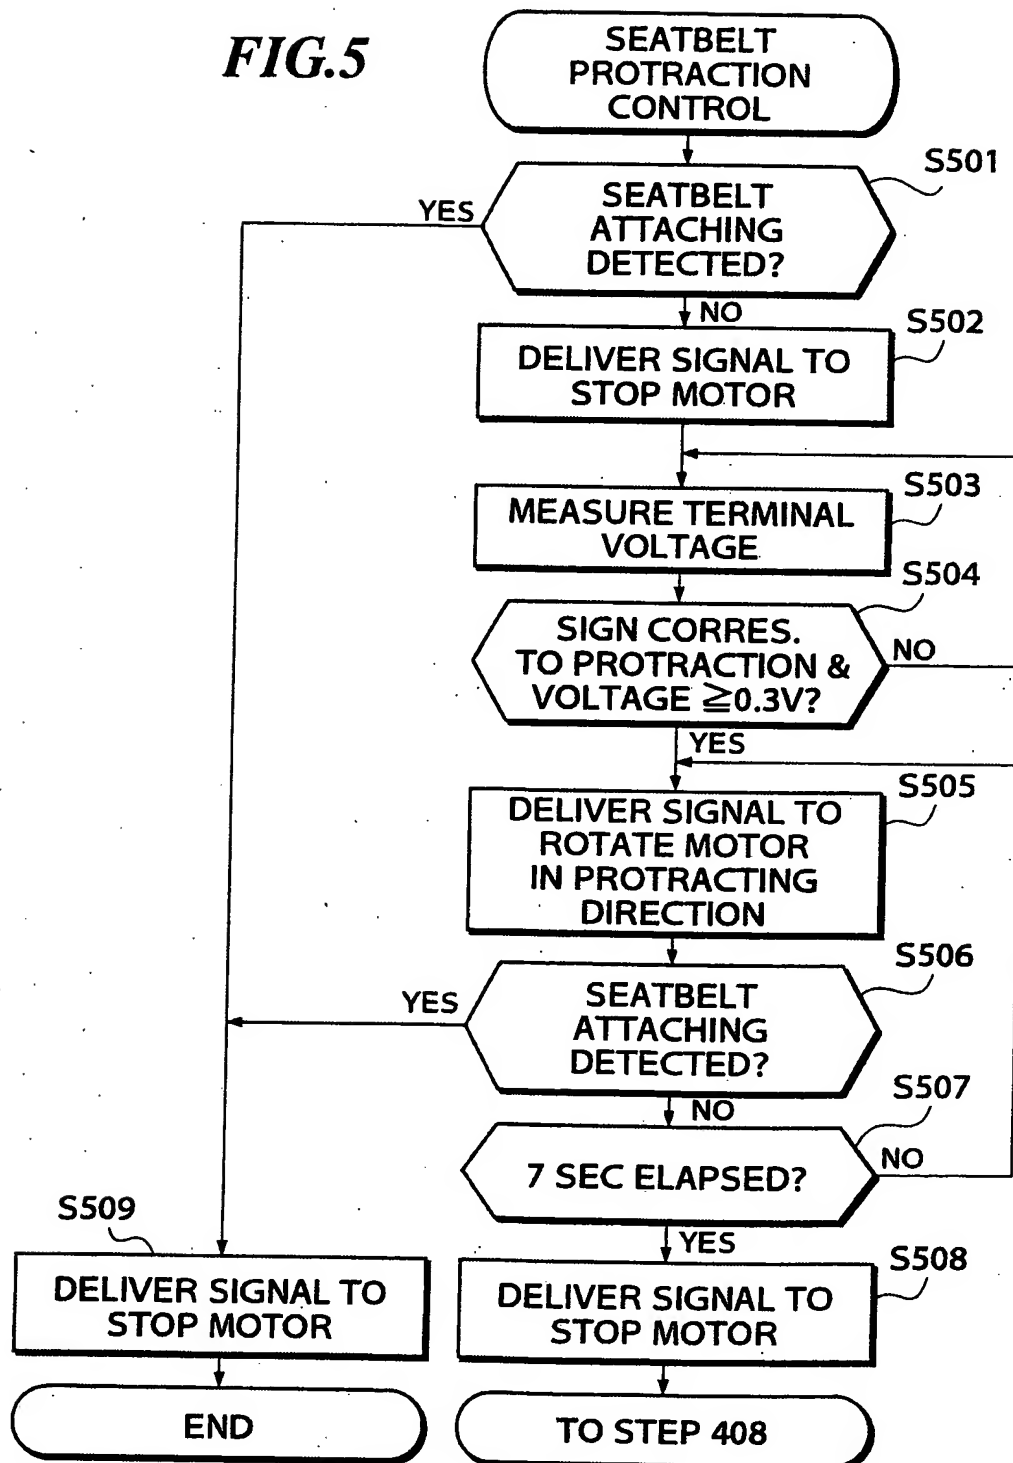 FIG.5
SEATBELT
PROTRACTION
CONTROL
S501
SEATBELT
ATTACHING
DETECTED?
YES
NO
S502
DELIVER SIGNAL TO
STOP MOTOR
S503
MEASURE TERMINAL
VOLTAGE
S504
SIGN CORRES.
TO PROTRACTION &
VOLTAGE ≧0.3V?
NO
YES
S505
DELIVER SIGNAL TO
ROTATE MOTOR
IN PROTRACTING
DIRECTION
S506
SEATBELT
ATTACHING
DETECTED?
YES
NO
S507
7 SEC ELAPSED?
NO
YES
S509
DELIVER SIGNAL TO
STOP MOTOR
S508
DELIVER SIGNAL TO
STOP MOTOR
END
TO STEP 408